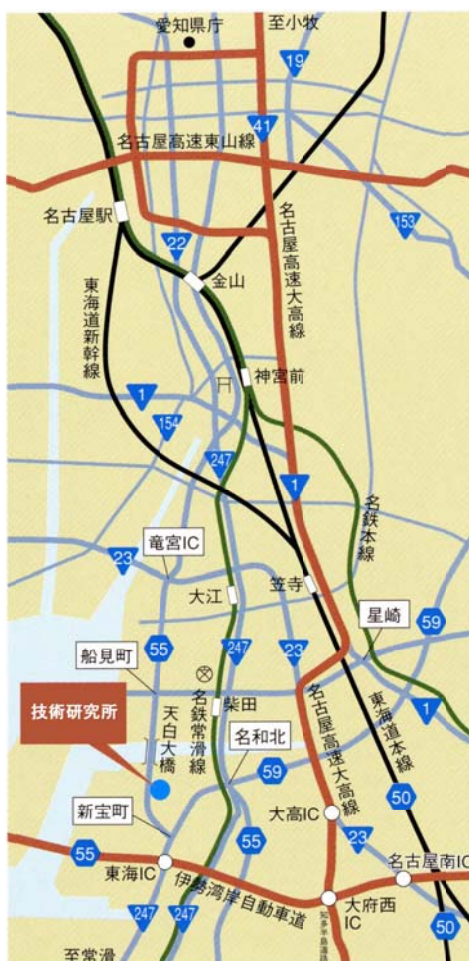 愛知県庁
至小牧
19
41
名古屋高速東山線
名古屋駅
153
22
金山
名古屋高速大高線
東海道新幹線
神宮前
1
154
247
1
名鉄本線
竜宮IC
23
大江
笠寺
星崎
59
船見町
55
247
23
名鉄常滑線
柴田
技術研究所
天白大橋
名古屋高速大高線
東海道本線
1
名和北
59
新宝町
50
大高IC
55
55
23
東海IC
名古屋南IC
伊勢湾岸自動車道
大府西
IC
247
247
知多半島道路
50
至常滑